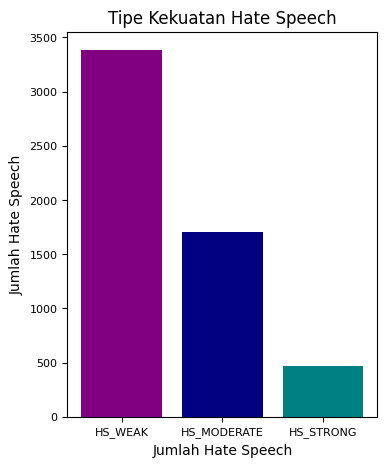 Tipe Kekuatan Hate Speech
Jumlah Hate Speech
3500
3000
2500
2000
1500
1000
500
0
HS_WEAK HS_MODERATE HS_STRONG
Jumlah Hate Speech